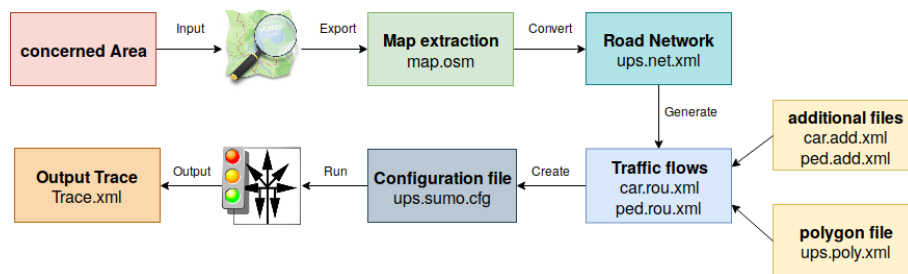 concerned Area
Input
Export
Map extraction
map.osm
Convert
Road Network
ups.net.xml
Generate
additional files
car.add.xml
ped.add.xml
Output Trace
Trace.xml
Output
Run
Configuration file
ups.sumo.cfg
Create
Traffic flows
car.rou.xml
ped.rou.xml
polygon file
ups.poly.xml